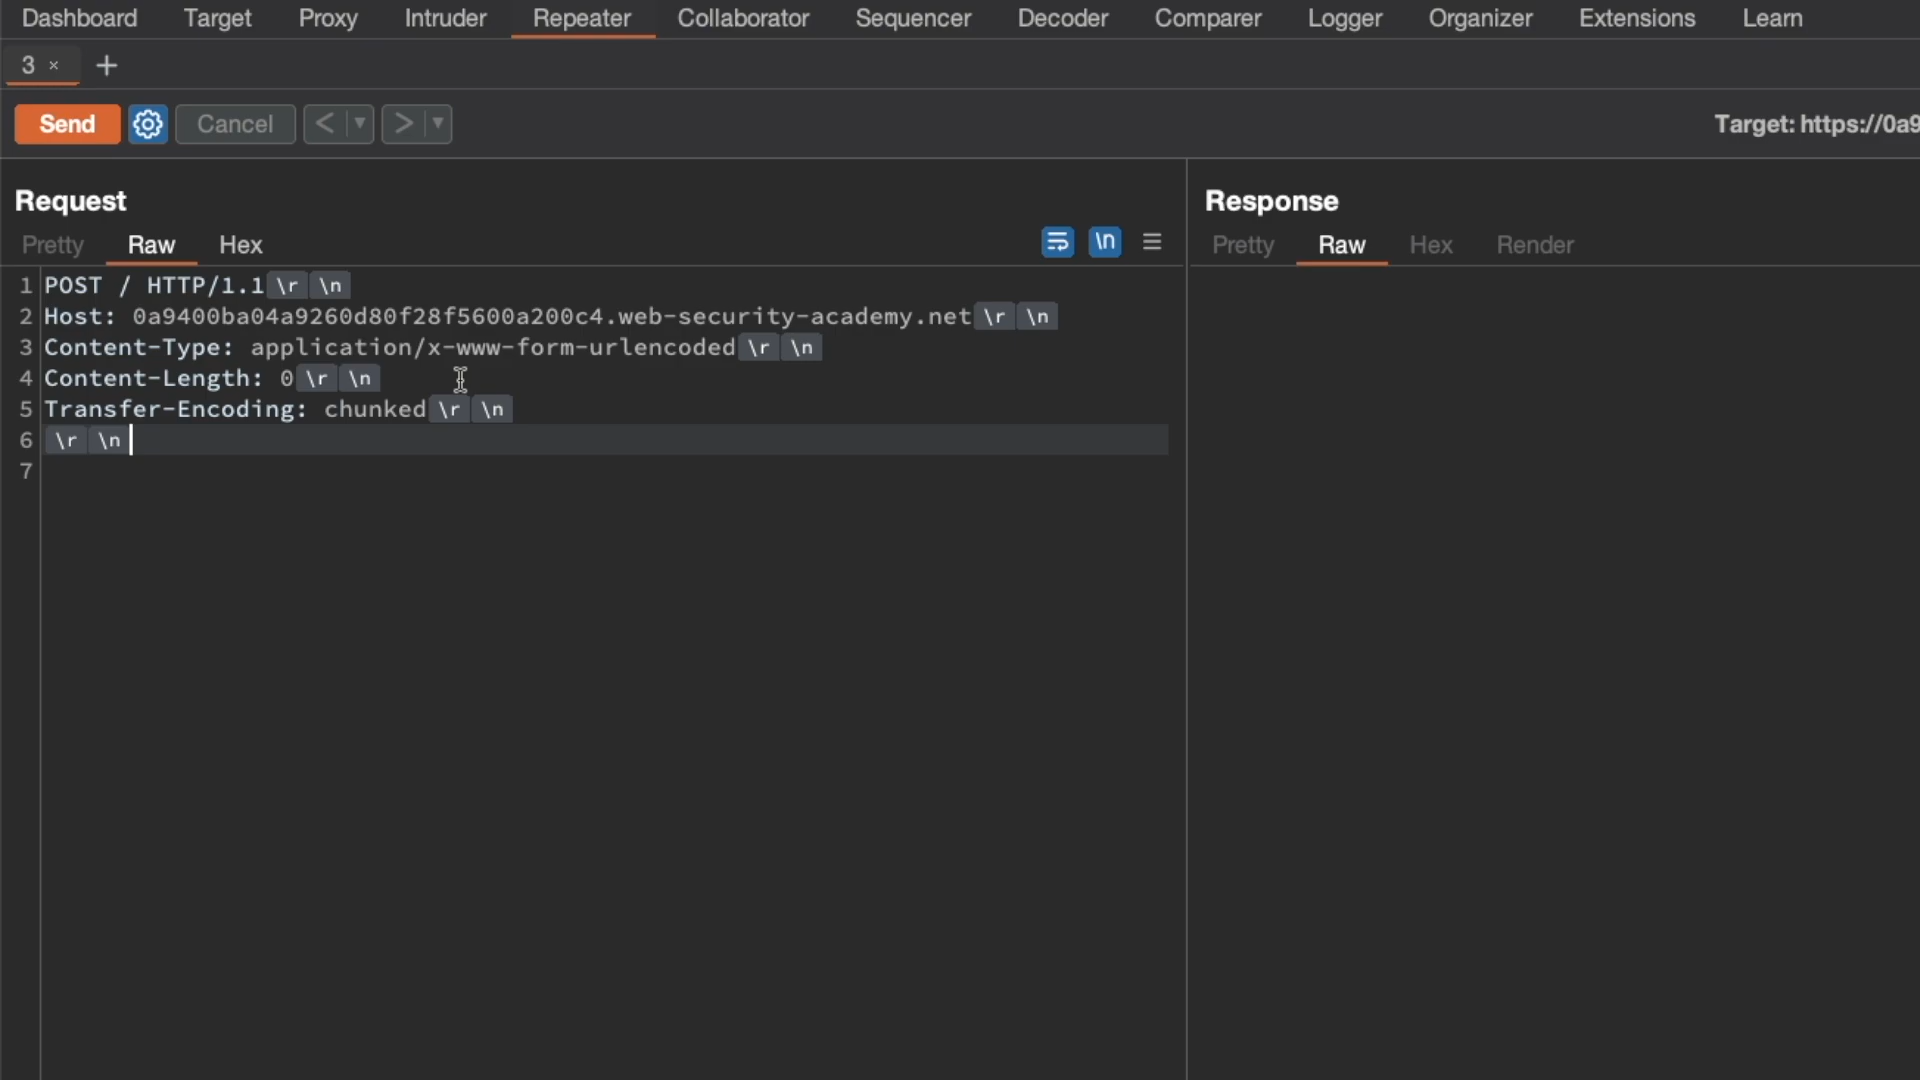 Dashboard Target Proxy Intruder Repeater Collaborator Sequencer Decoder Comparer Logger Organizer Extensions Learn
3 × +
Send Cancel < ▼ > ▼ Target: https://0a9
Request Response
Pretty Raw Hex \n Pretty Raw Hex Render
1 POST / HTTP/1.1 \r \n
2 Host: 0a9400ba04a9260d80f28f5600a200c4.web-security-academy.net \r \n
3 Content-Type: application/x-www-form-urlencoded \r \n
4 Content-Length: 0 \r \n
5 Transfer-Encoding: chunked \r \n
6 \r \n
7